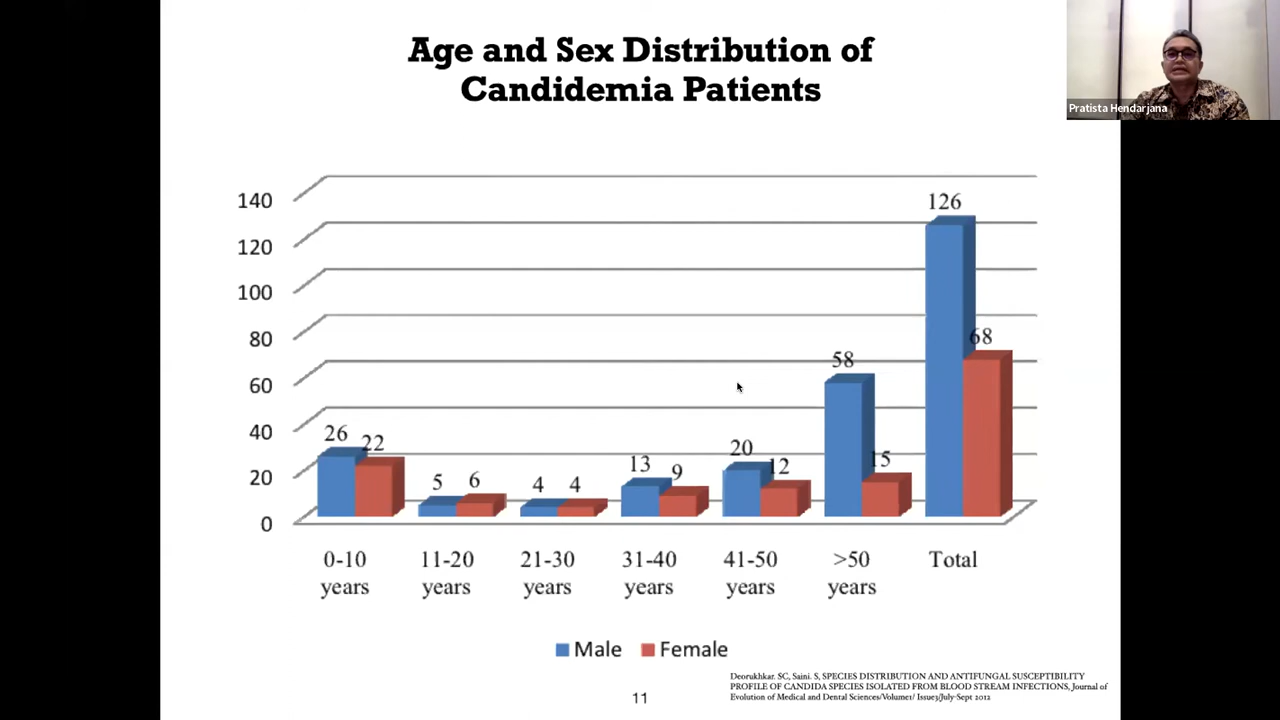 Age and Sex Distribution of
Candidemia Patients
Pratista Hendarjana
140
120
100
80
60
40
20
0
26
22
5
6
4
4
13
9
20
12
58
15
126
68
0-10
years
11-20
years
21-30
years
31-40
years
41-50
years
>50
years
Total
Male
Female
Deorukhkar. SC, Saini. S, SPECIES DISTRIBUTION AND ANTIFUNGAL SUSCEPTIBILITY
PROFILE OF CANDIDA SPECIES ISOLATED FROM BLOOD STREAM INFECTIONS, Journal of
Evolution of Medical and Dental Sciences/Volume1/ Issue3/July-Sept 2012
11